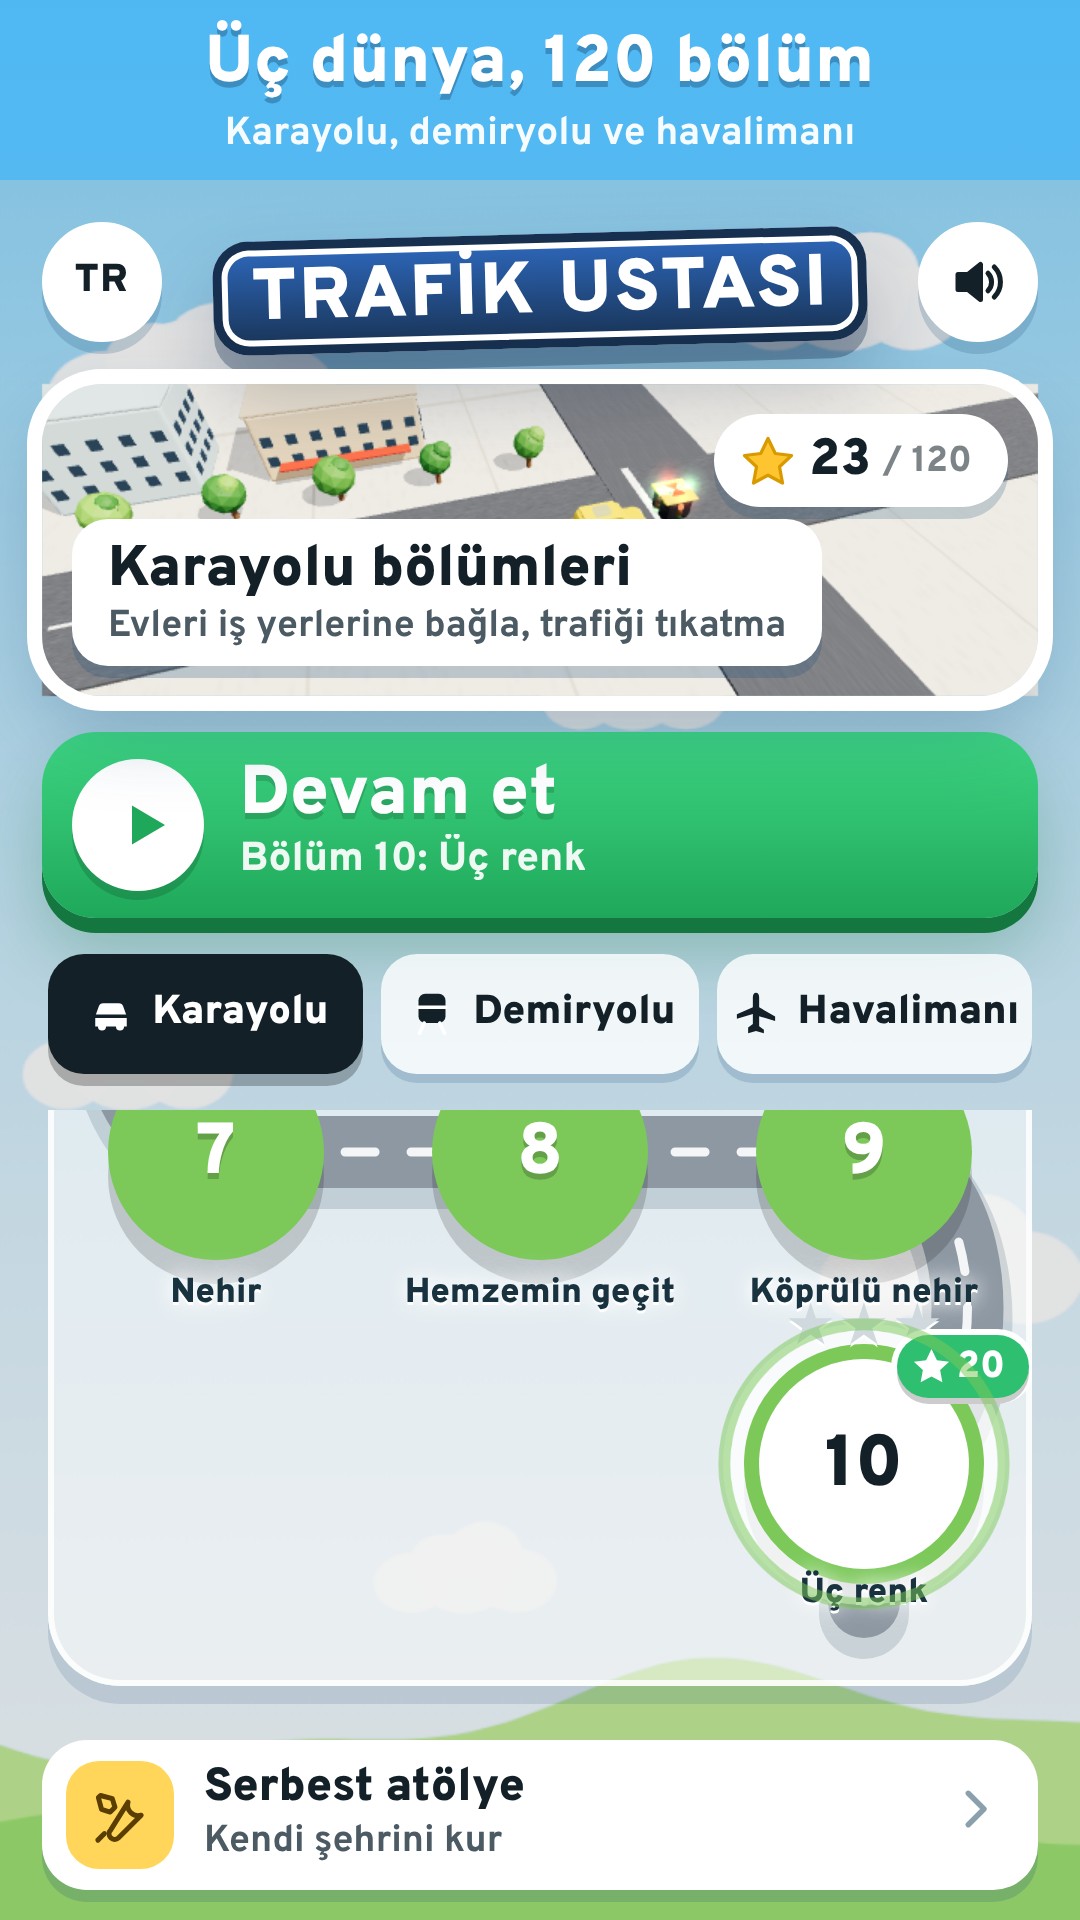 Üç dünya, 120 bölüm
Karayolu, demiryolu ve havalimanı
TR
TRAFİK USTASI
23 / 120
Karayolu bölümleri
Evleri iş yerlerine bağla, trafiği tıkatma
Devam et
Bölüm 10: Üç renk
Karayolu
Demiryolu
Havalimanı
7
8
9
Nehir
Hemzemin geçit
Köprülü nehir
20
10
Üç renk
Serbest atölye
Kendi şehrini kur